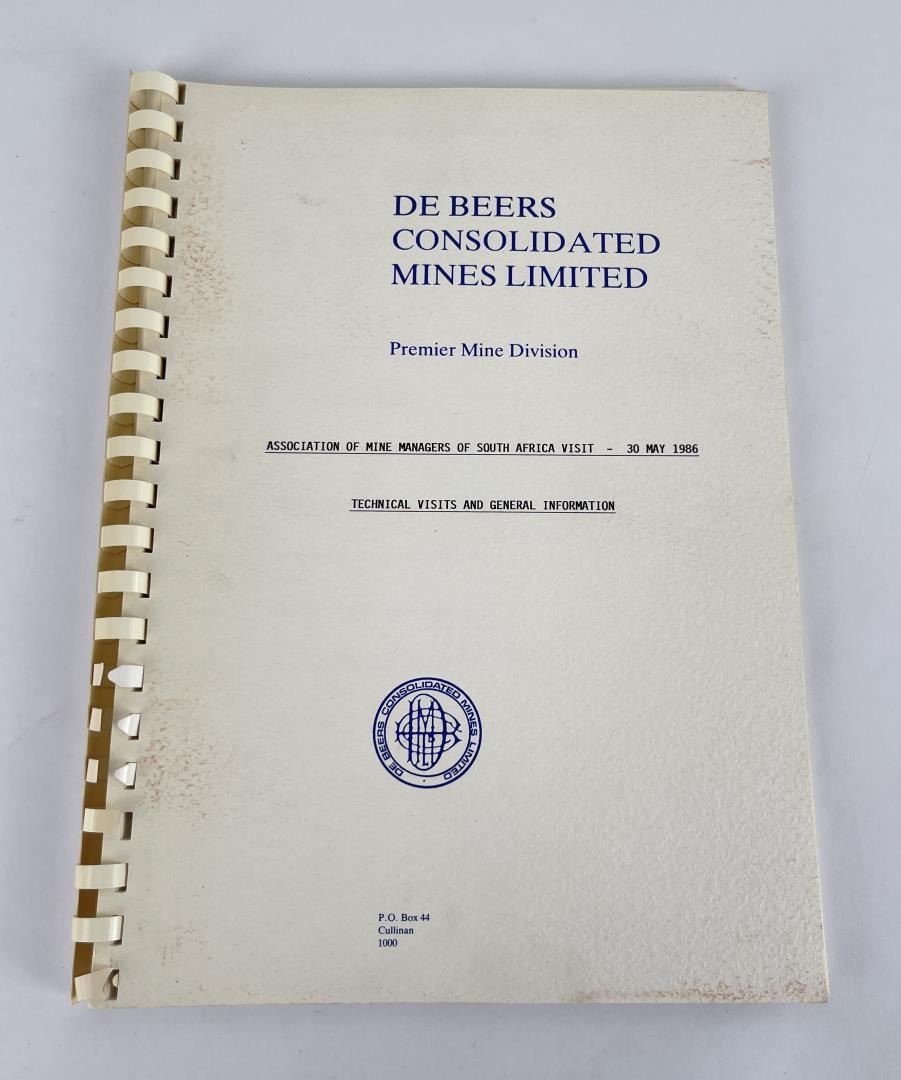 DE BEERS
CONSOLIDATED
MINES LIMITED
Premier Mine Division
ASSOCIATION OF MINE MANAGERS OF SOUTH AFRICA VISIT - 30 MAY 1986
TECHNICAL VISITS AND GENERAL INFORMATION
DE BEERS CONSOLIDATED MINES LIMITED
P.O. Box 44
Cullinan
1000